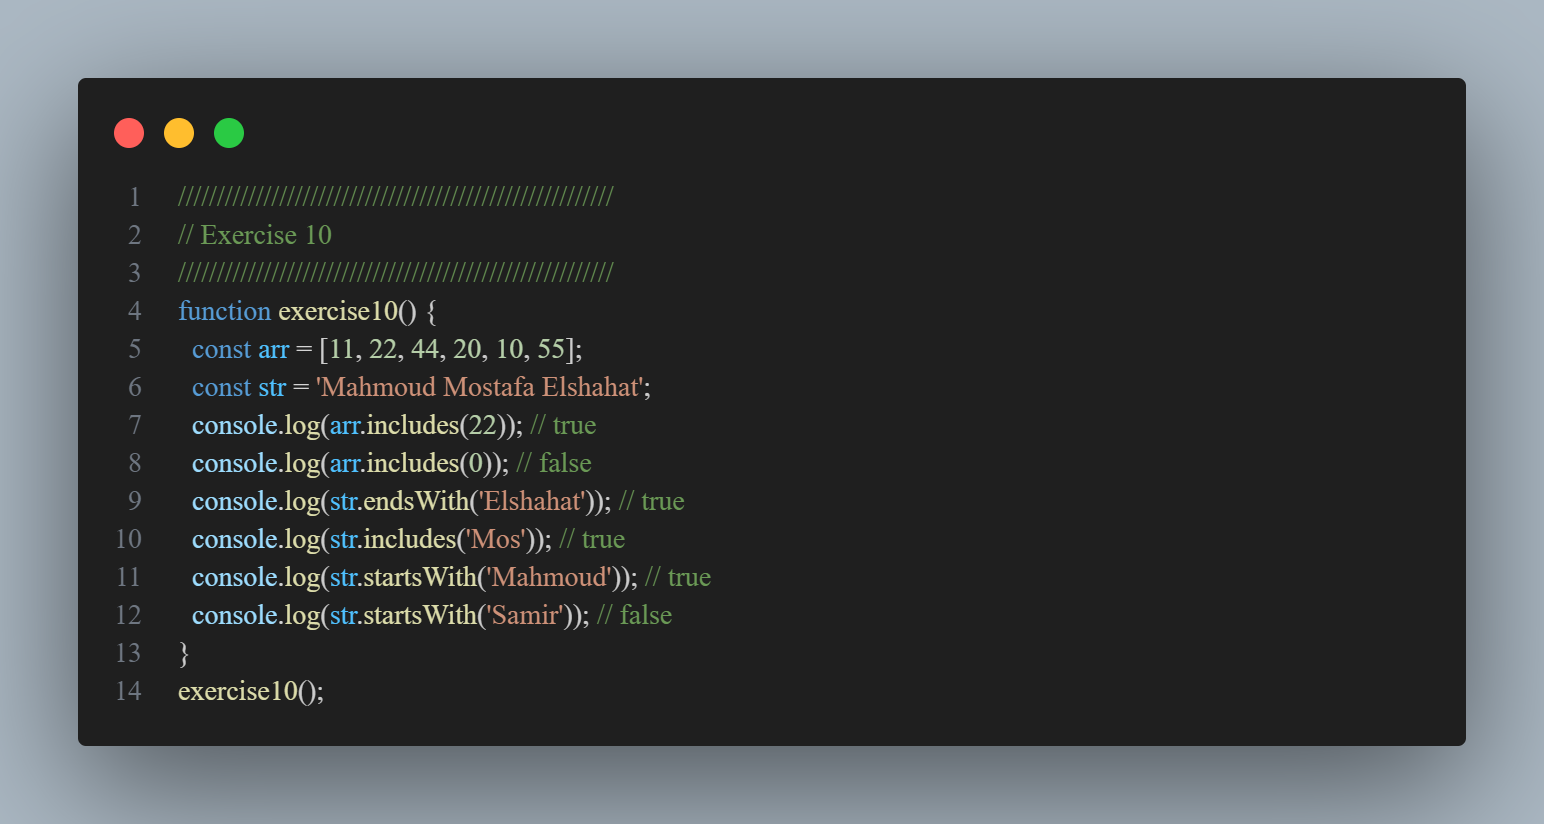 1 ////////////////////////////////////////////////////////
2 // Exercise 10
3 ////////////////////////////////////////////////////////
4 function exercise10() {
5   const arr = [11, 22, 44, 20, 10, 55];
6   const str = 'Mahmoud Mostafa Elshahat';
7   console.log(arr.includes(22)); // true
8   console.log(arr.includes(0)); // false
9   console.log(str.endsWith('Elshahat')); // true
10   console.log(str.includes('Mos')); // true
11   console.log(str.startsWith('Mahmoud')); // true
12   console.log(str.startsWith('Samir')); // false
13 }
14 exercise10();